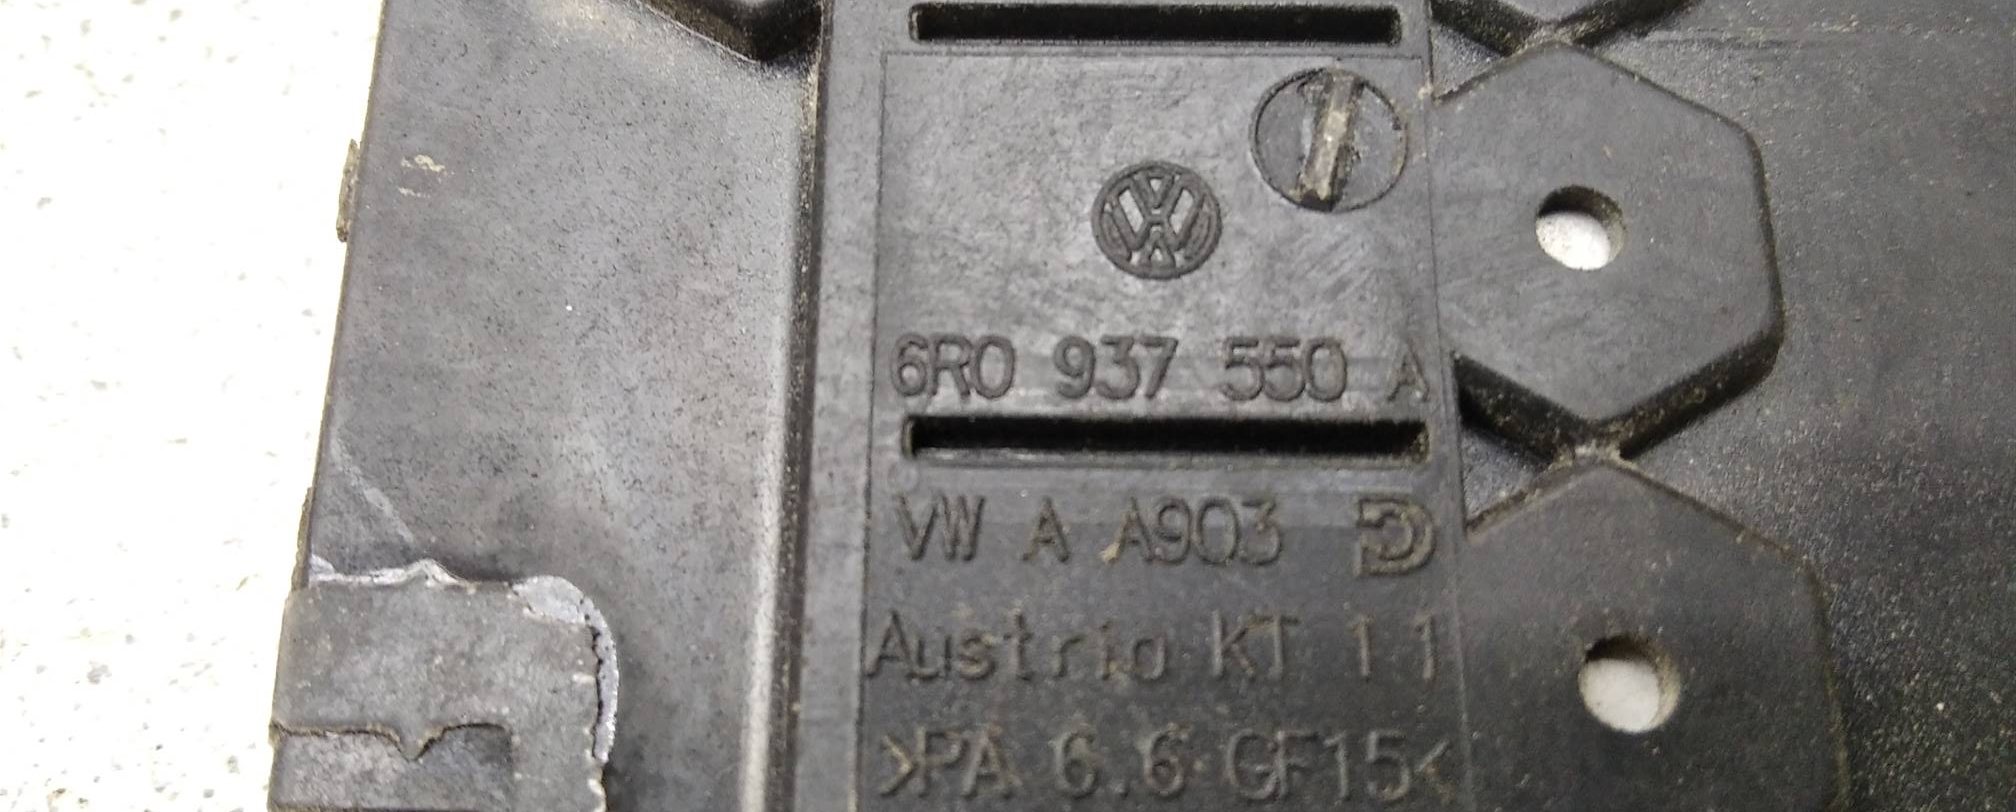 6R0 937 550 A
VW A A903
Austria KT 11
>PA 6.6 GF15<